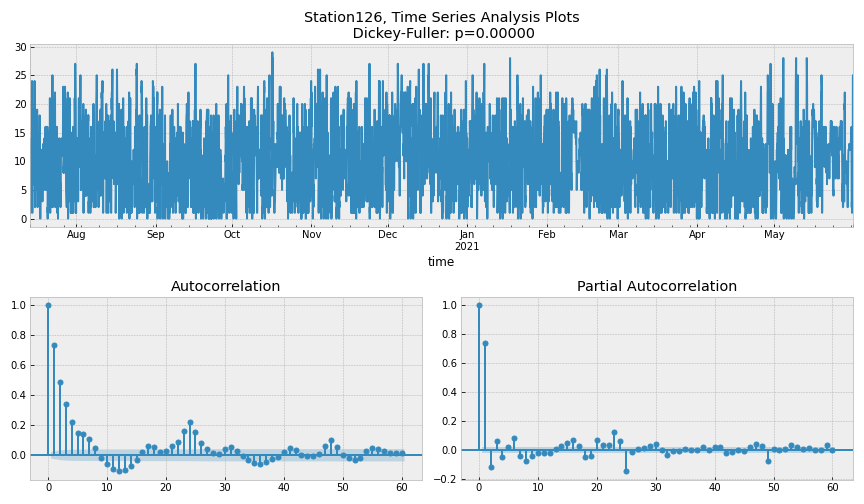 Station126, Time Series Analysis Plots
Dickey-Fuller: p=0.00000
30
25
20
15
10
5
0
Aug Sep Oct Nov Dec Jan Feb Mar Apr May
2021
time
Autocorrelation
1.0
0.8
0.6
0.4
0.2
0.0
0 10 20 30 40 50 60
Partial Autocorrelation
1.0
0.8
0.6
0.4
0.2
0.0
−0.2
0 10 20 30 40 50 60